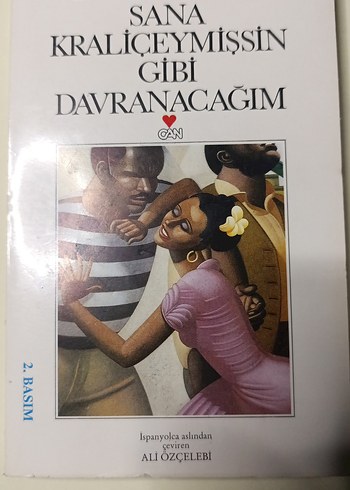 SANA
KRALİÇEYMİŞSİN
GİBİ
DAVRANACAĞIM
CAN
2. BASIM
İspanyolca aslından
çeviren
ALİ ÖZÇELEBİ